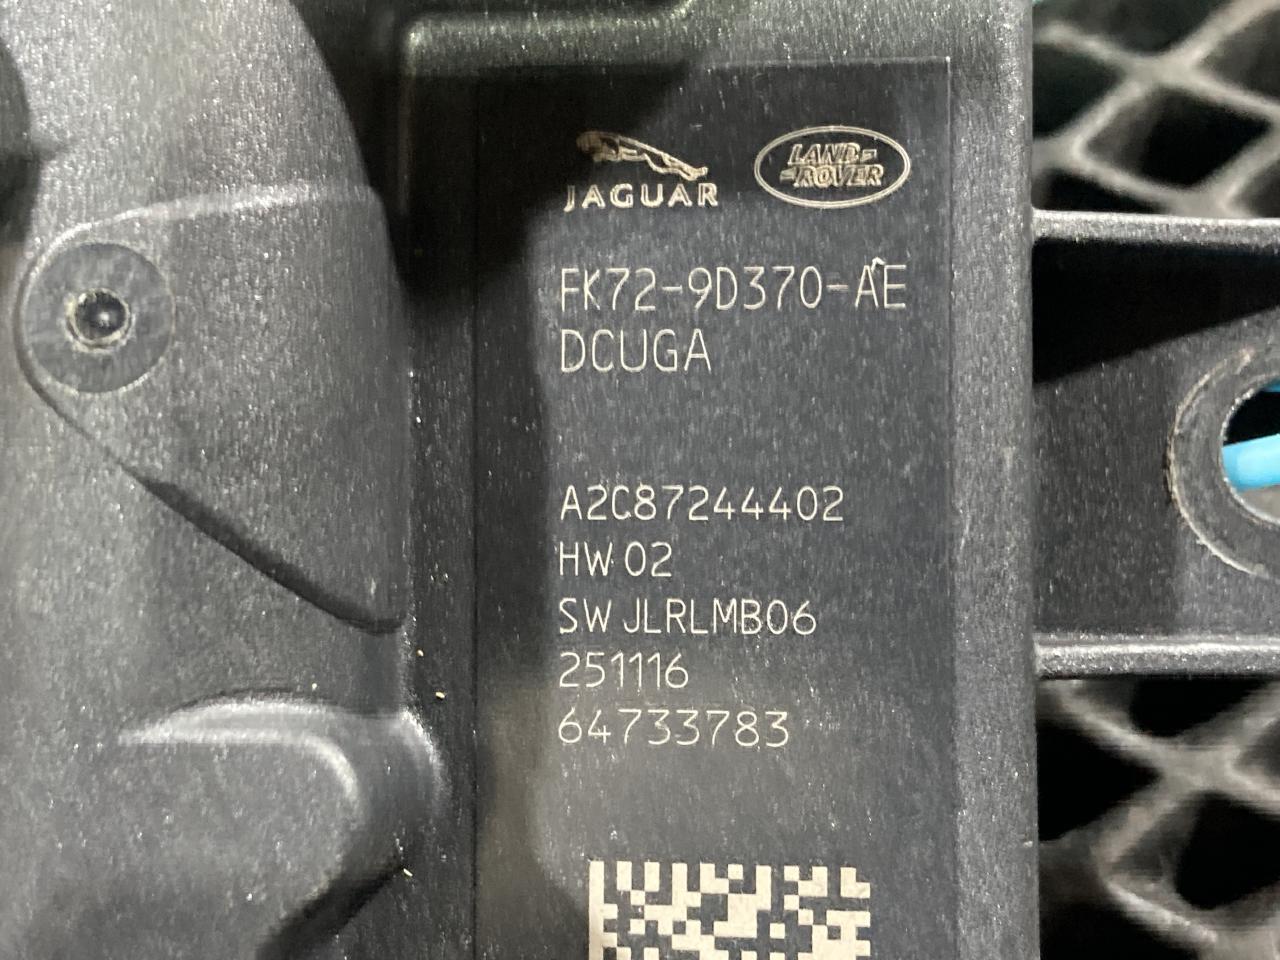 JAGUAR
LAND-
-ROVER
FK72-9D370-AE
DCUGA
A2C87244402
HW 02
SW JLRLMB06
251116
64733783